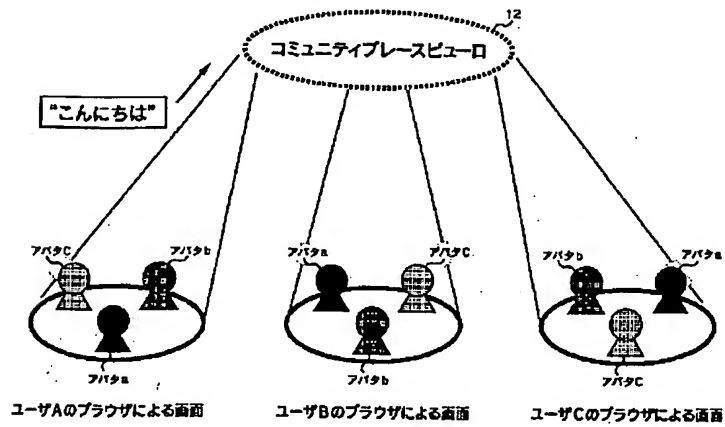 12
コミュニティプレースビューロ
“こんにちは”
アバタC
アバタb
アバタa
アバタa
アバタC
アバタb
アバタb
アバタa
アバタC
ユーザAのブラウザによる画面
ユーザBのブラウザによる画面
ユーザCのブラウザによる画面